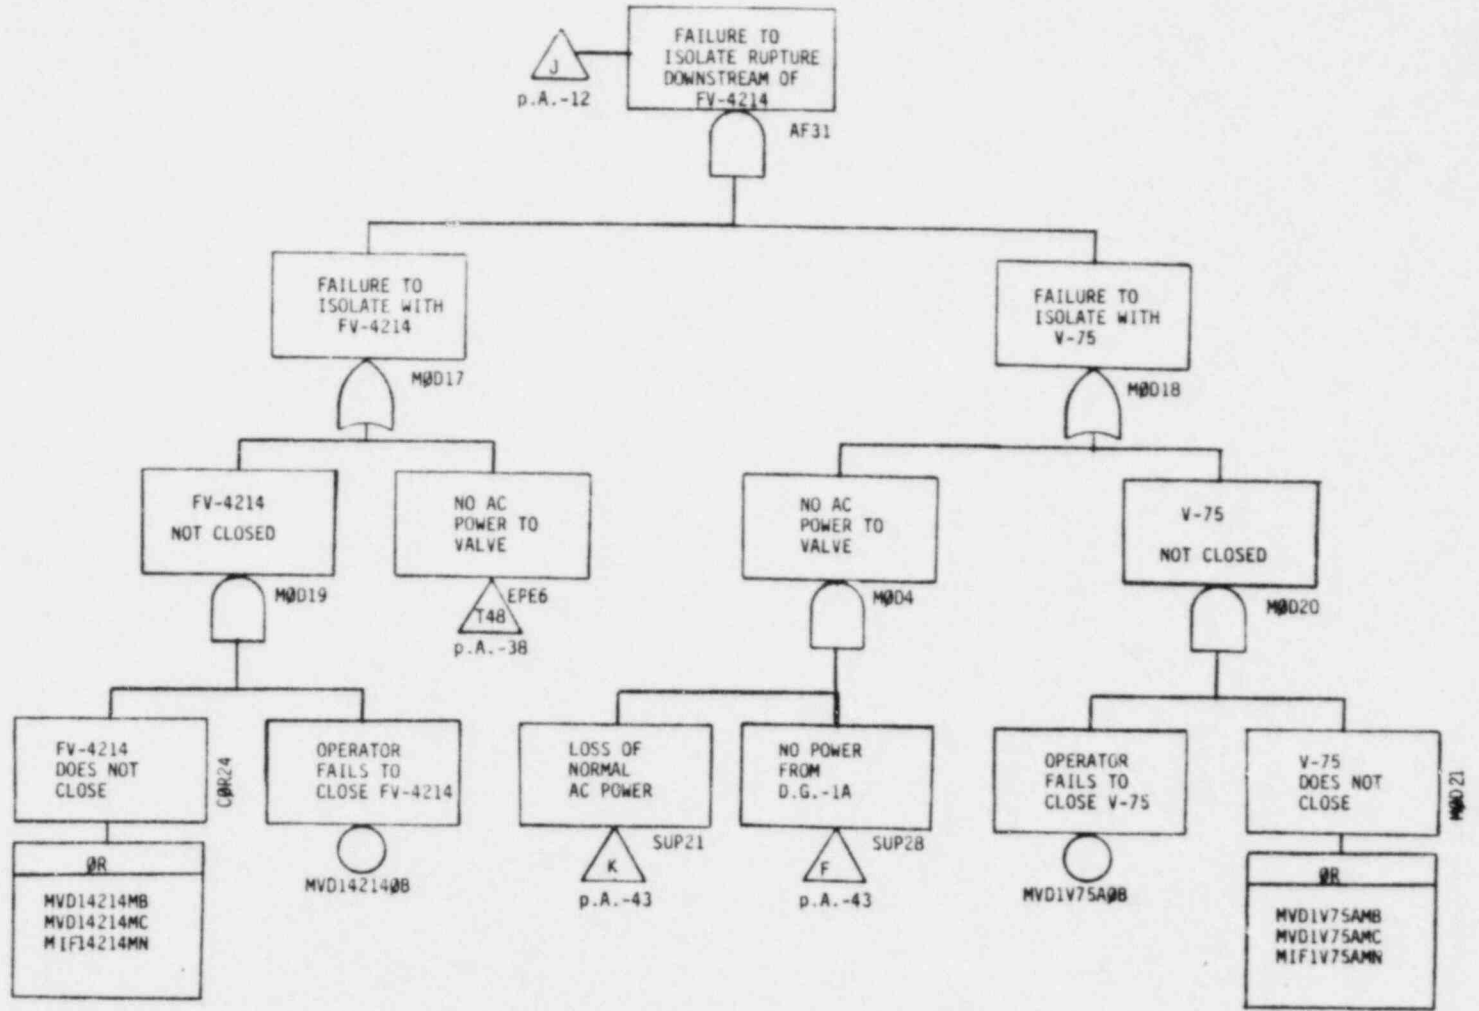 FAILURE TO
ISOLATE RUPTURE
DOWNSTREAM OF
FV-4214
J
p.A.-12
AF31
FAILURE TO
ISOLATE WITH
FV-4214
MØD17
FAILURE TO
ISOLATE WITH
V-75
MØD18
FV-4214
NOT CLOSED
MØD19
NO AC
POWER TO
VALVE
EPE6
T48
p.A.-38
NO AC
POWER TO
VALVE
MØD4
V-75
NOT CLOSED
MØD20
FV-4214
DOES NOT
CLOSE
CØR24
OPERATOR
FAILS TO
CLOSE FV-4214
LOSS OF
NORMAL
AC POWER
SUP21
K
p.A.-43
NO POWER
FROM
D.G.-1A
SUP28
F
p.A.-43
OPERATOR
FAILS TO
CLOSE V-75
V-75
DOES NOT
CLOSE
MØD21
ØR
MVD14214MB
MVD14214MC
MIF14214MN
MVD14214ØB
MVD1V75AØB
ØR
MVD1V75AMB
MVD1V75AMC
MIF1V75AMN